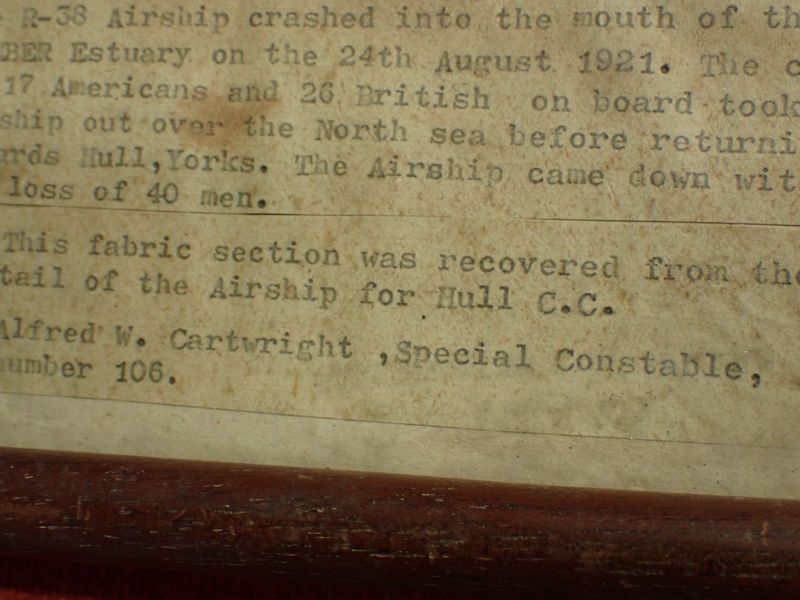 R-38 Airship crashed into the mouth of th
BER Estuary on the 24th August 1921. The c
17 Americans and 26 British on board took
ship out over the North sea before returni
rds Hull,Yorks. The Airship came down wit
loss of 40 men.
This fabric section was recovered from the
tail of the Airship for Hull C.C.
Alfred W. Cartwright ,Special Constable,
number 106.